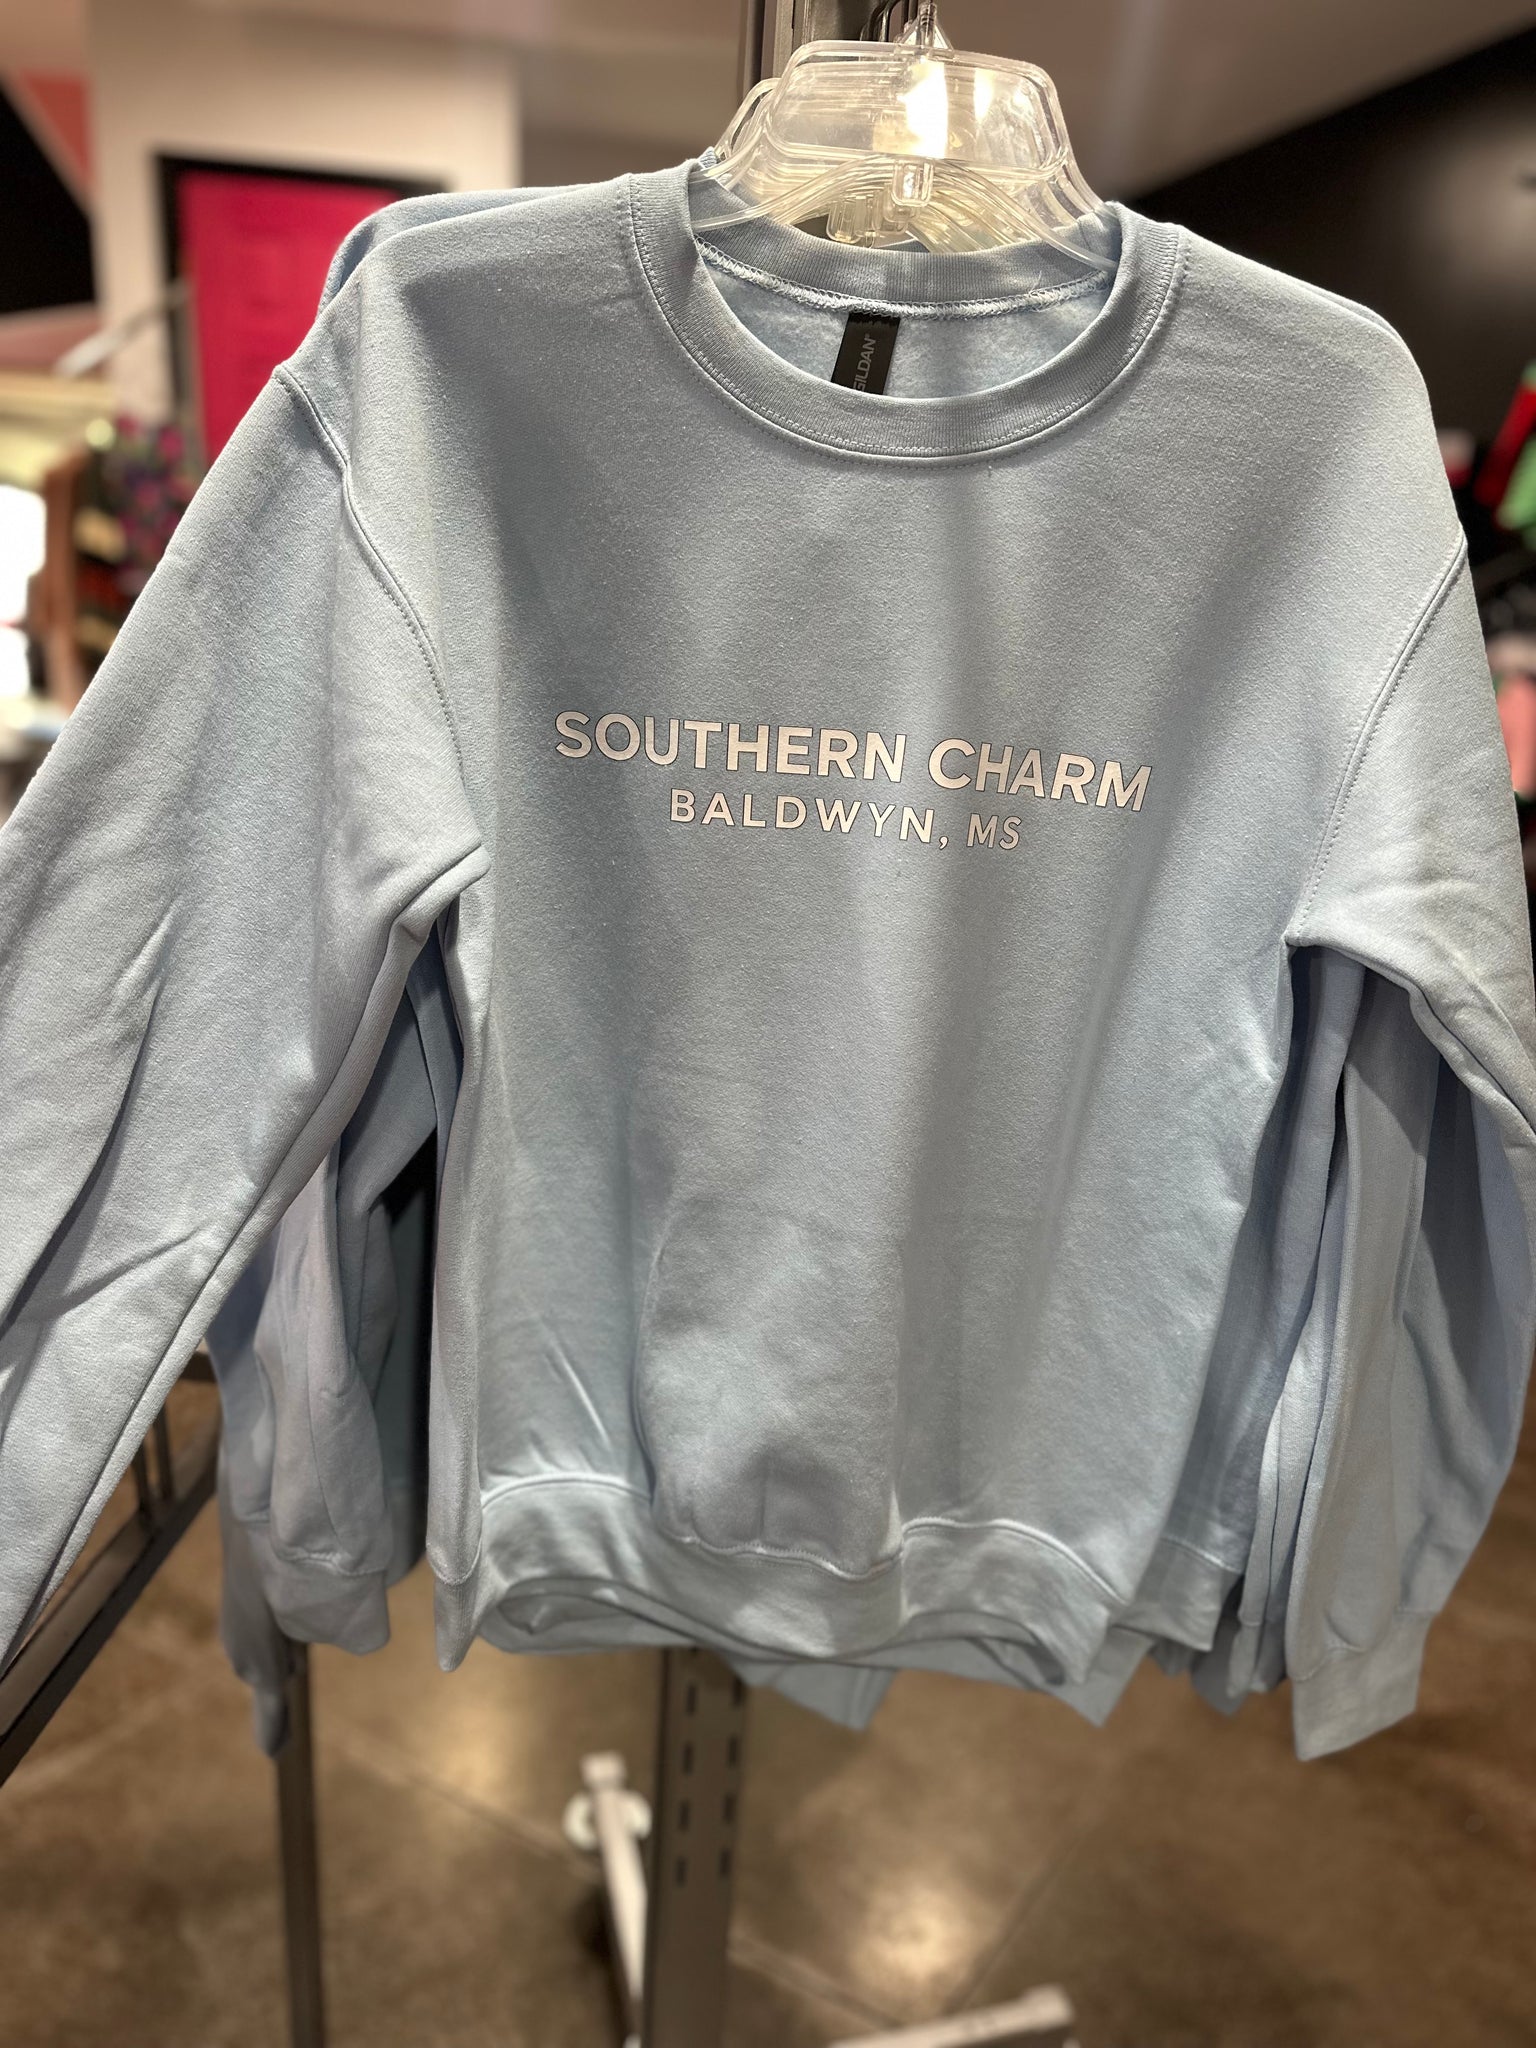 GILDAN
SOUTHERN CHARM
BALDWYN, MS